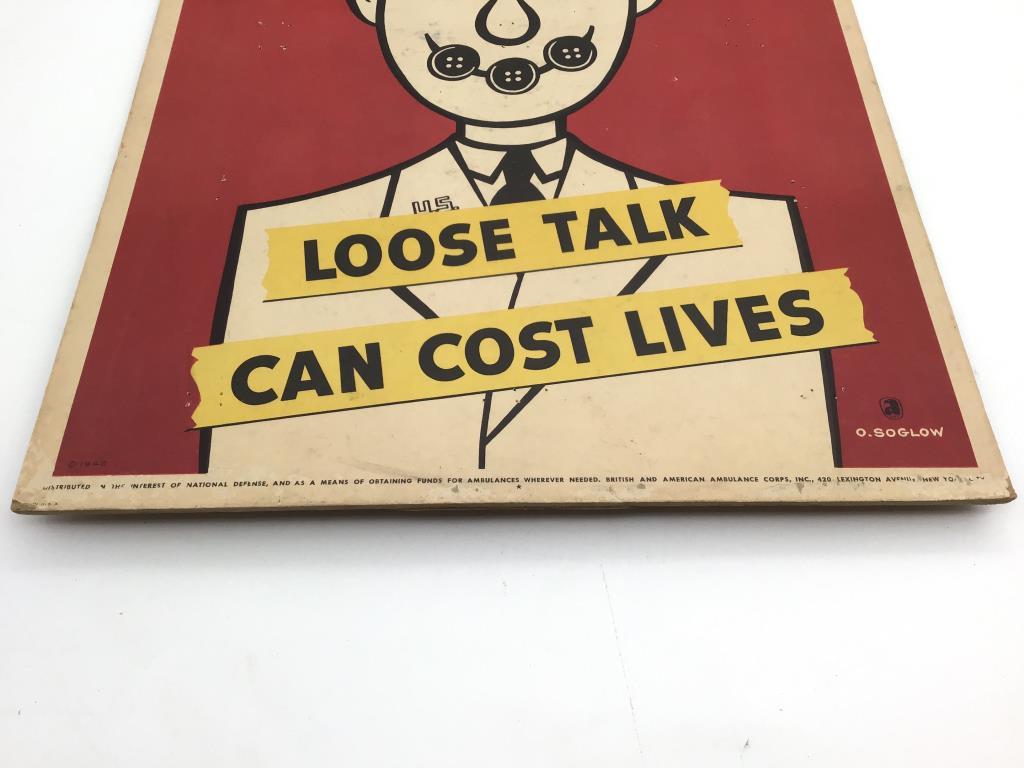 U.S.
LOOSE TALK
CAN COST LIVES
a
O. SOGLOW
DISTRIBUTED IN THE INTEREST OF NATIONAL DEFENSE, AND AS A MEANS OF OBTAINING FUNDS FOR AMBULANCES WHEREVER NEEDED. BRITISH AND AMERICAN AMBULANCE CORPS, INC., 420 LEXINGTON AVENUE, NEW